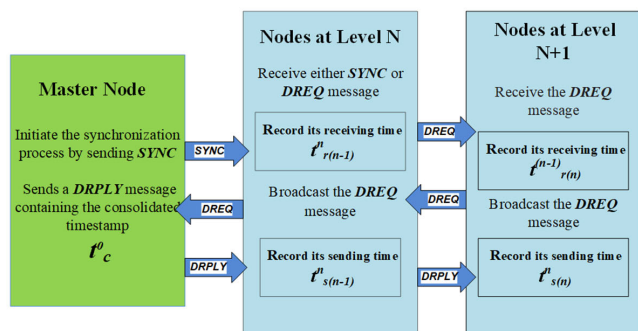 Master Node
Initiate the synchronization
process by sending SYNC
Sends a DRPLY message
containing the consolidated
timestamp
t⁰c
SYNC
DREQ
DRPLY
Nodes at Level N
Receive either SYNC or
DREQ message
Record its receiving time
tⁿr(n-1)
Broadcast the DREQ
message
Record its sending time
tⁿs(n-1)
DREQ
DREQ
DRPLY
Nodes at Level
N+1
Receive the DREQ
message
Record its receiving time
t⁽ⁿ⁻¹⁾r(n)
Broadcast the DREQ
message
Record its sending time
tⁿs(n)